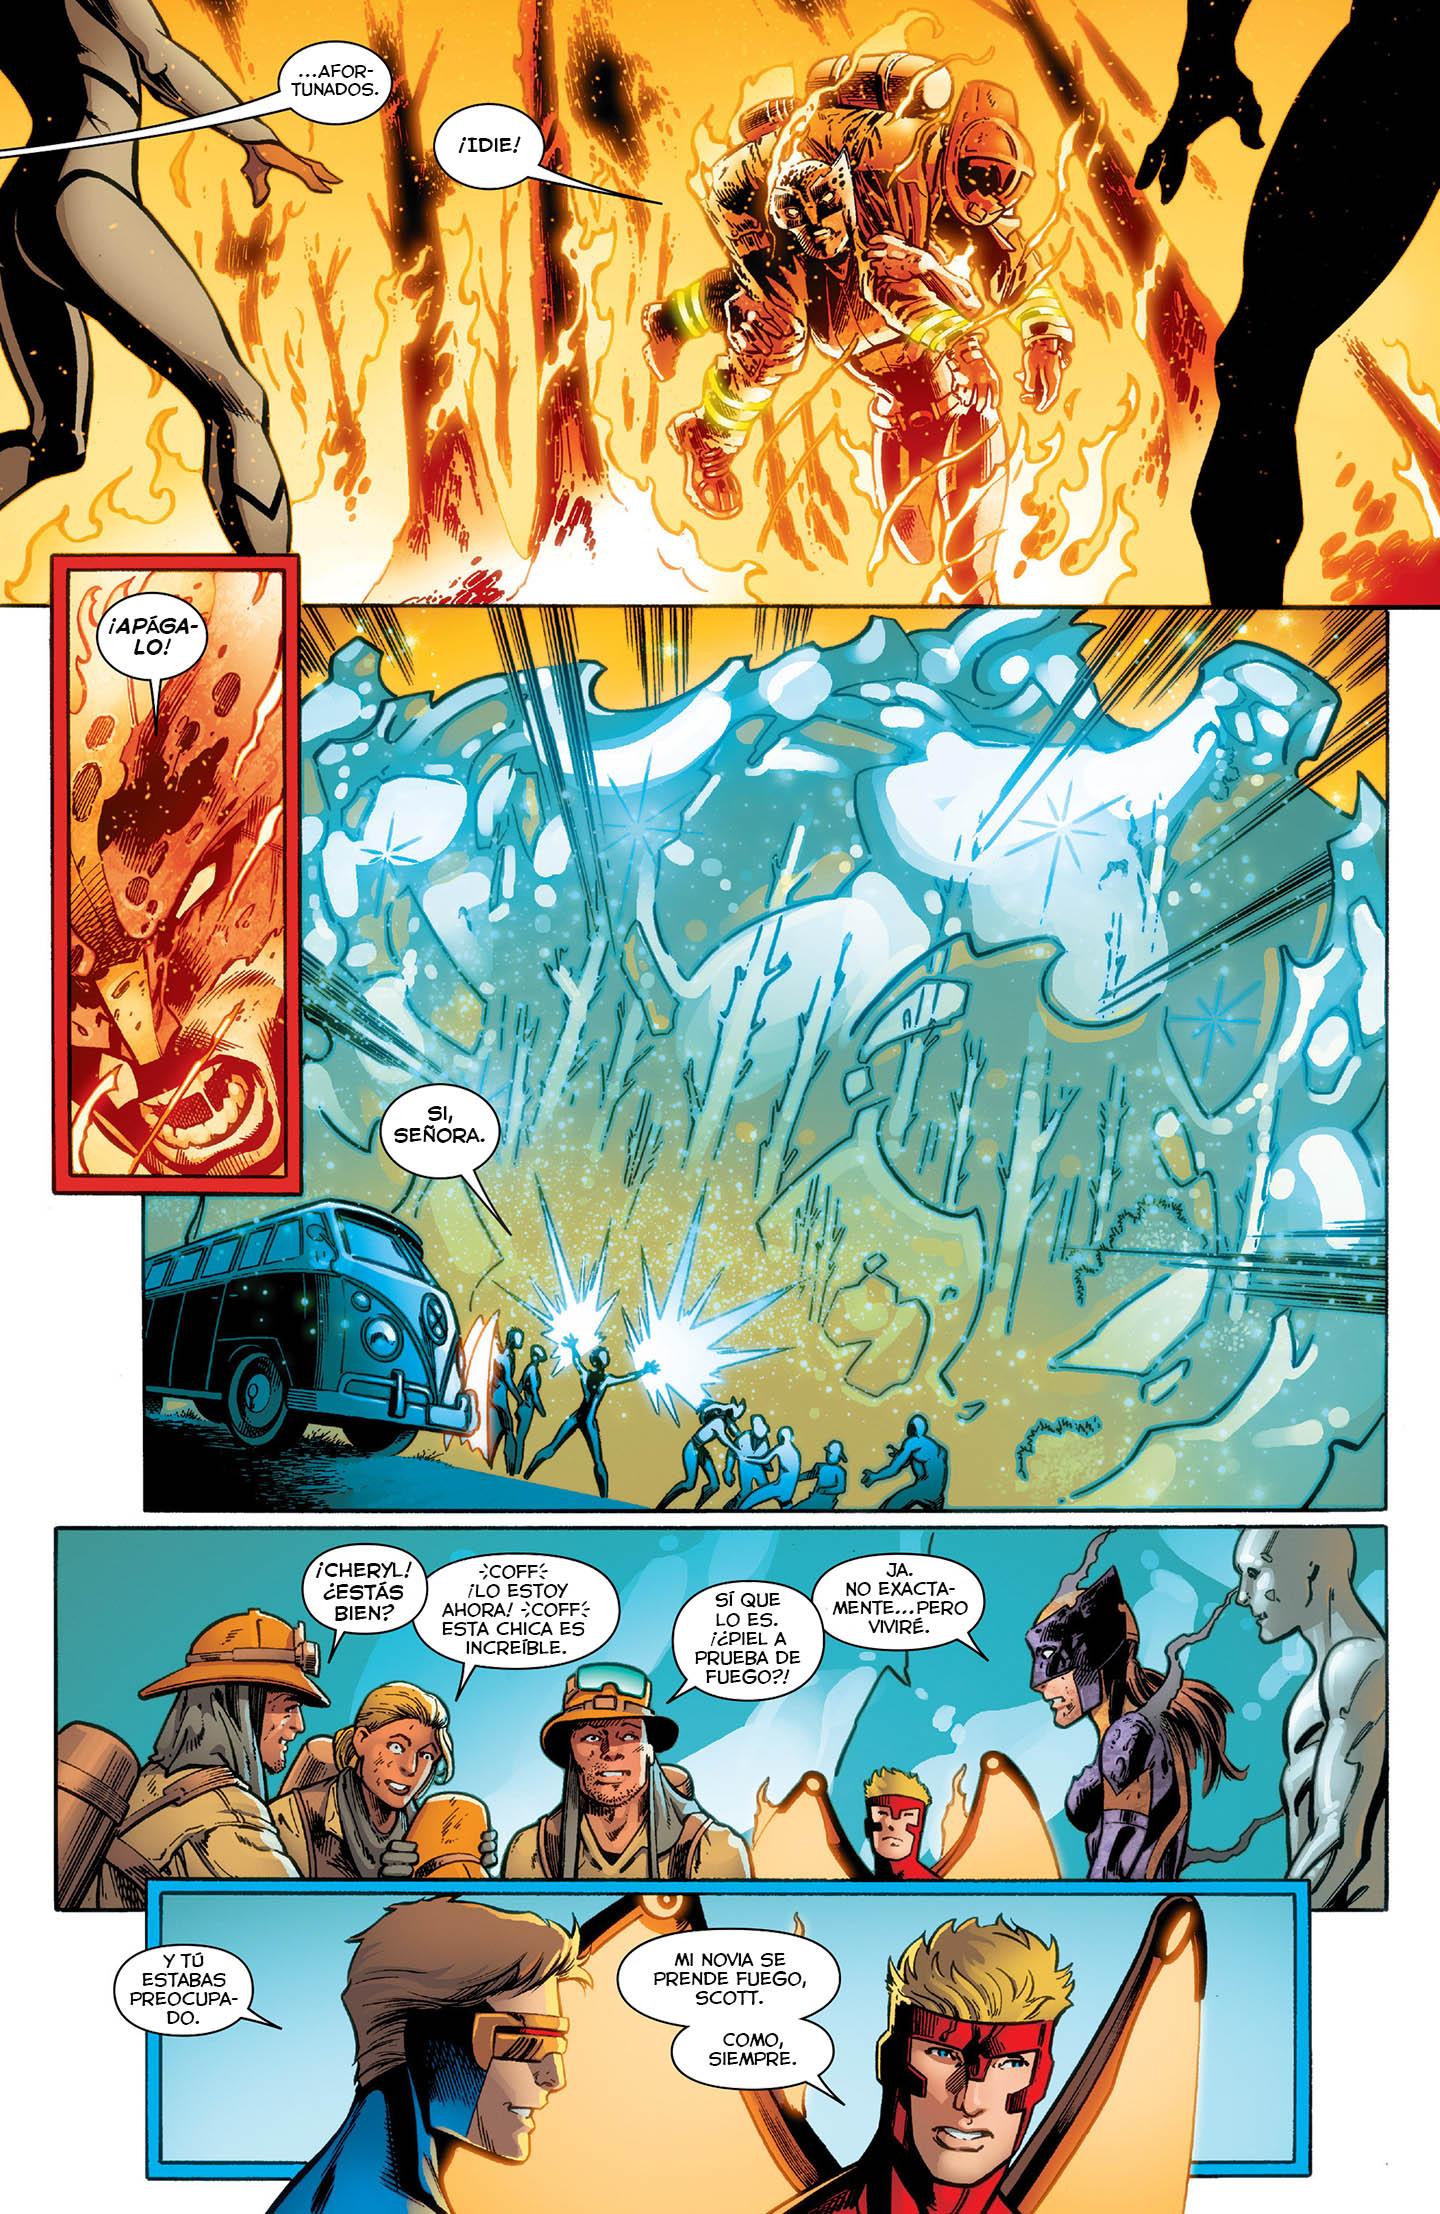 ...AFOR-
TUNADOS.
¡IDIE!
¡APÁGA-
LO!
SI,
SEÑORA.
¡CHERYL!
¿ESTÁS
BIEN?
COFF
¡LO ESTOY
AHORA! COFF
ESTA CHICA ES
INCREÍBLE.
SÍ QUE
LO ES.
¡¿PIEL A
PRUEBA DE
FUEGO?!
JA.
NO EXACTA-
MENTE...PERO
VIVIRÉ.
Y TÚ
ESTABAS
PREOCUPA-
DO.
MI NOVIA SE
PRENDE FUEGO,
SCOTT.
COMO,
SIEMPRE.